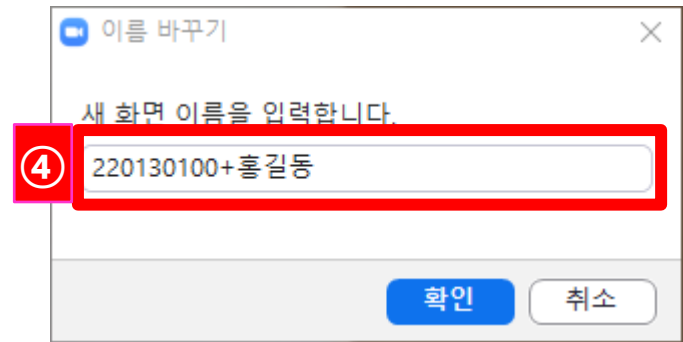 이름 바꾸기
새 화면 이름을 입력합니다.
④
220130100+홍길동
확인
취소